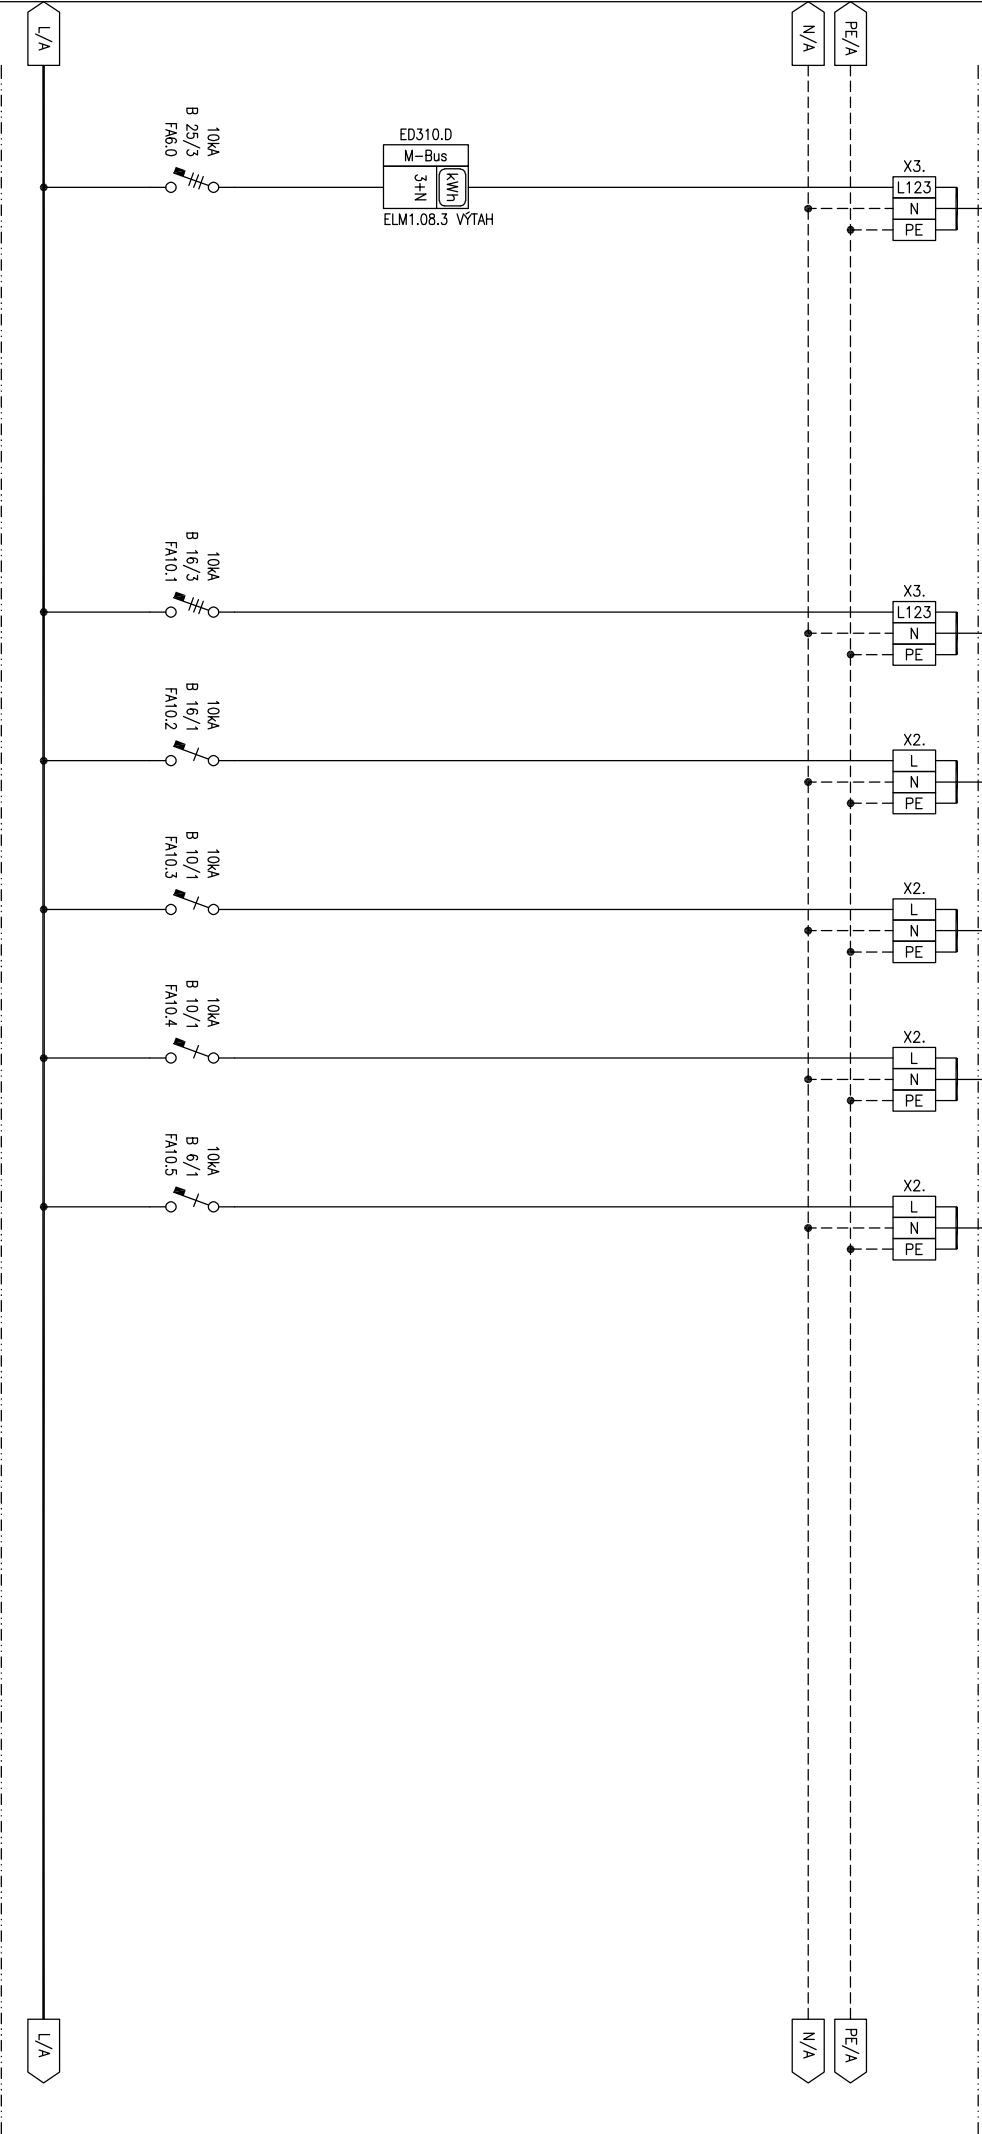 L/A
N/A
PE/A
10kA
B 25/3
FA6.0
ED310.D
M-Bus
3+N
kWh
ELM1.08.3 VÝTAH
X3.
L123
N
PE
10kA
B 16/3
FA10.1
X3.
L123
N
PE
10kA
B 16/1
FA10.2
X2.
L
N
PE
10kA
B 10/1
FA10.3
X2.
L
N
PE
10kA
B 10/1
FA10.4
X2.
L
N
PE
10kA
B 6/1
FA10.5
X2.
L
N
PE
L/A
N/A
PE/A